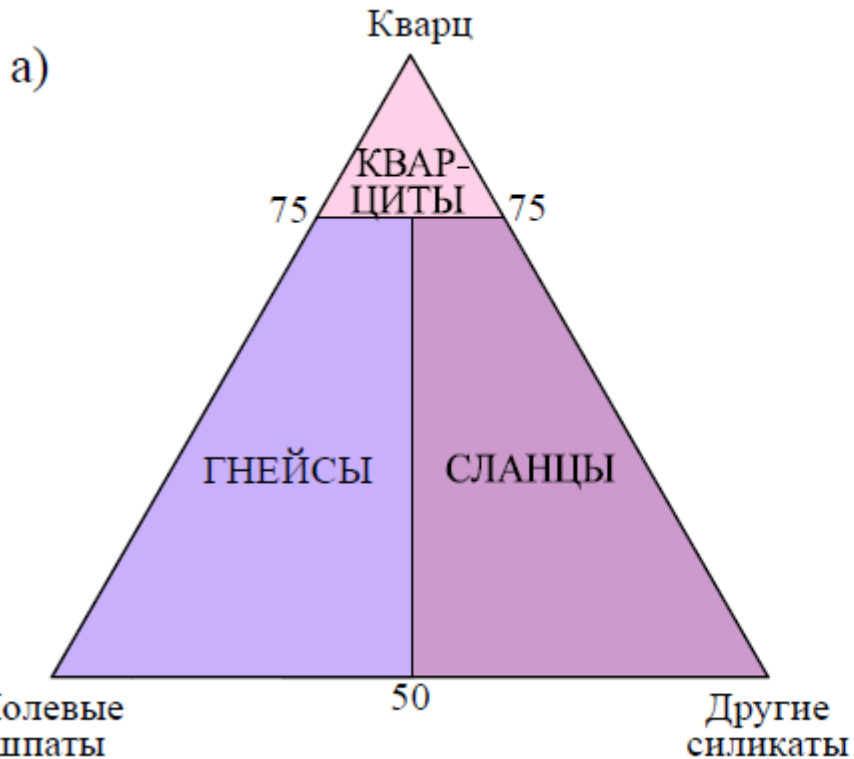 Кварц
а)
КВАР-
ЦИТЫ
75
75
ГНЕЙСЫ
СЛАНЦЫ
50
олевые
шпаты
Другие
силикаты